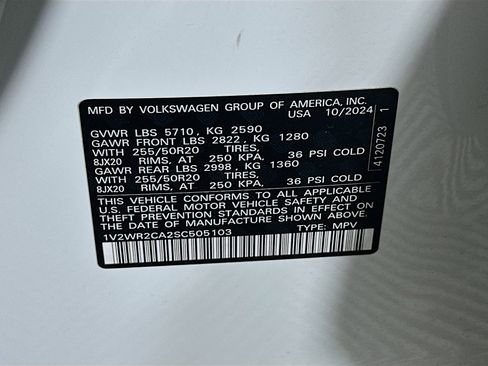 MFD BY VOLKSWAGEN GROUP OF AMERICA, INC.
USA 10/2024
GVWR LBS 5710, KG 2590
GAWR FRONT LBS 2822, KG 1280
WITH 255/50R20 TIRES,
8JX20 RIMS, AT 250 KPA, 36 PSI COLD
GAWR REAR LBS 2998, KG 1360
WITH 255/50R20 TIRES,
8JX20 RIMS, AT 250 KPA, 36 PSI COLD
THIS VEHICLE CONFORMS TO ALL APPLICABLE
U.S. FEDERAL MOTOR VEHICLE SAFETY AND
THEFT PREVENTION STANDARDS IN EFFECT ON
THE DATE OF MANUFACTURE SHOWN ABOVE.
1V2WR2CA2SC505103 TYPE: MPV
4120723 1